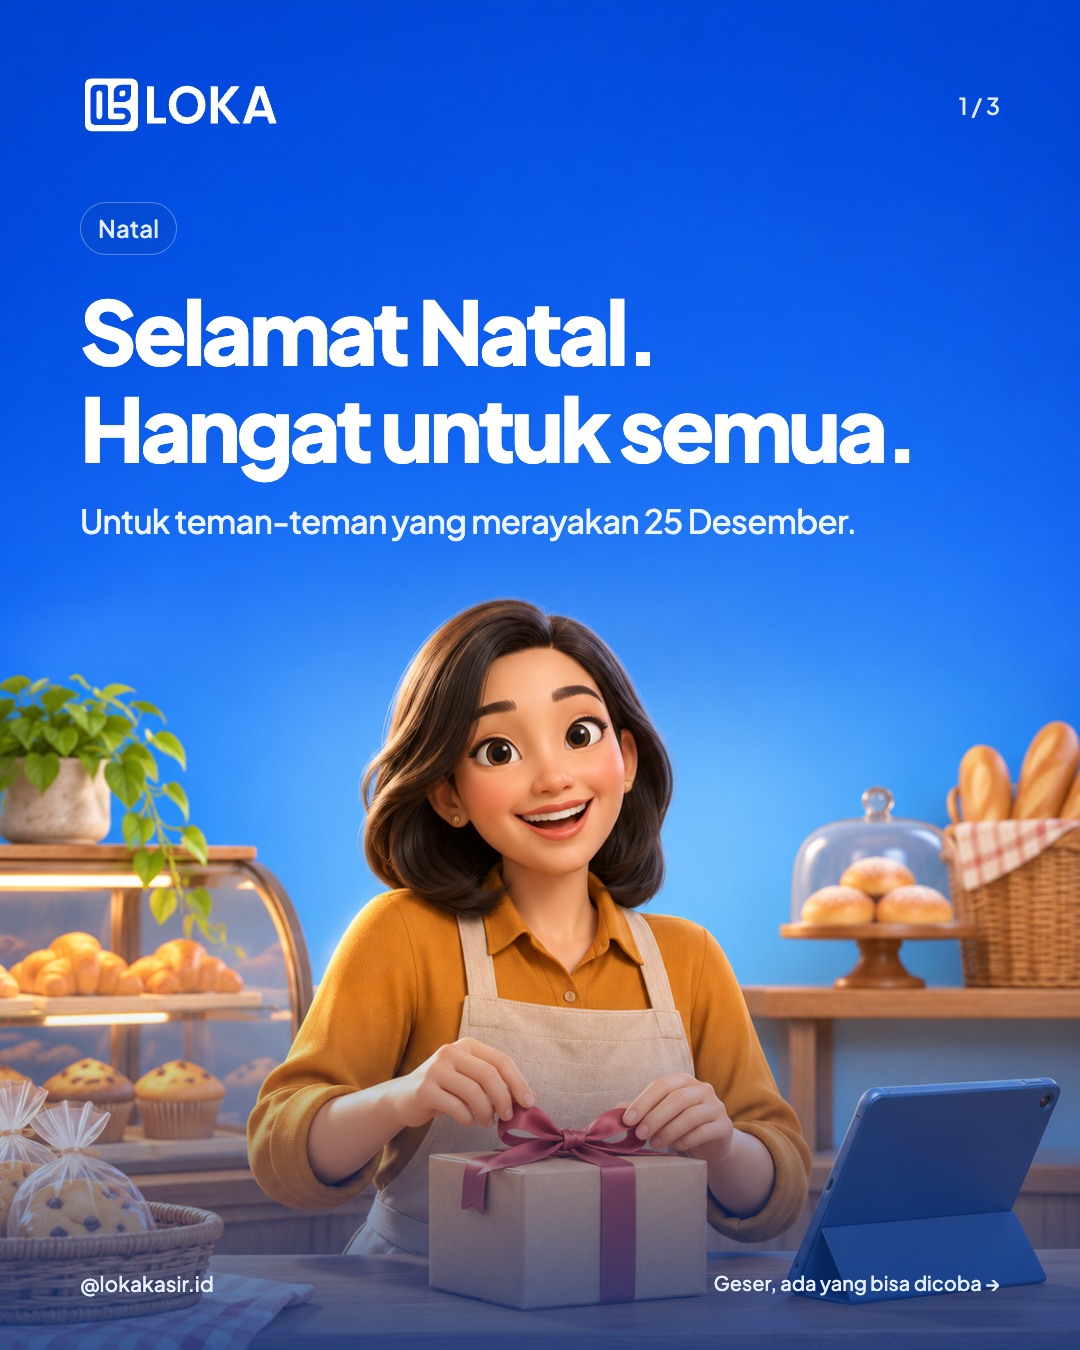 LOKA
1 / 3
Natal
Selamat Natal.
Hangat untuk semua.
Untuk teman-teman yang merayakan 25 Desember.
@lokakasir.id
Geser, ada yang bisa dicoba →